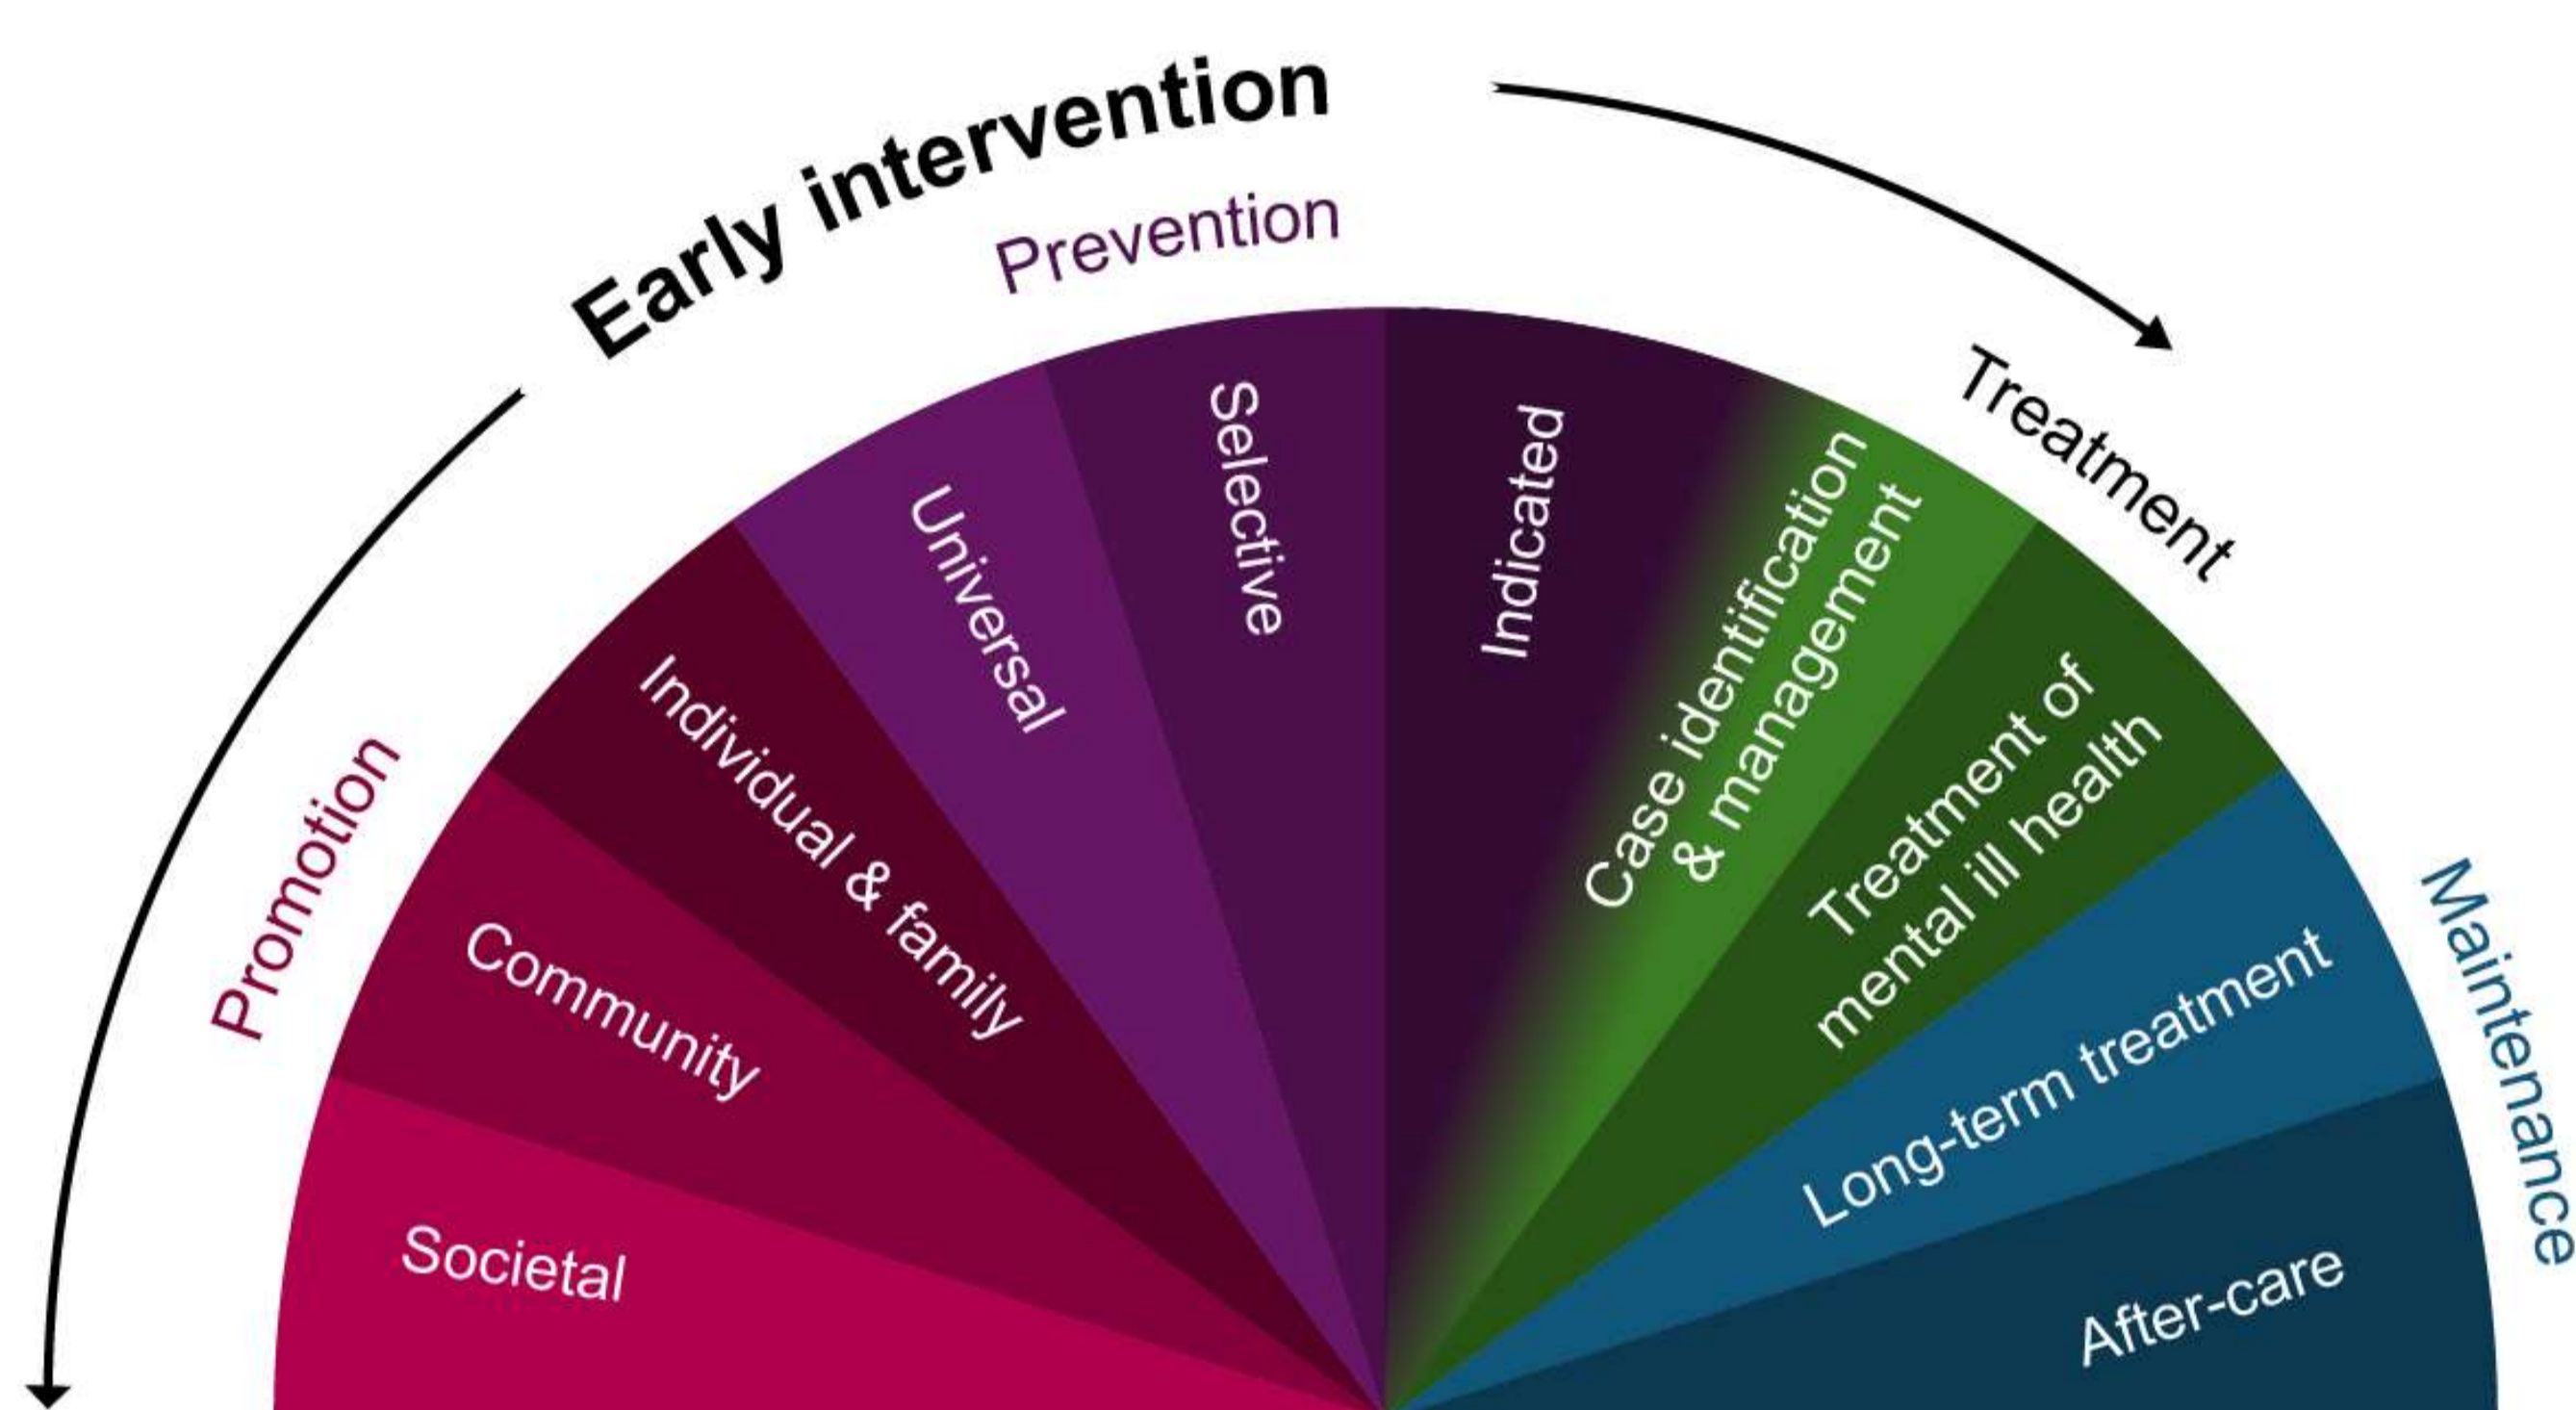 Early intervention
Promotion
Prevention
Treatment
Maintenance
Societal
Community
Individual & family
Universal
Selective
Indicated
Case identification
& management
Treatment of
mental ill health
Long-term treatment
After-care